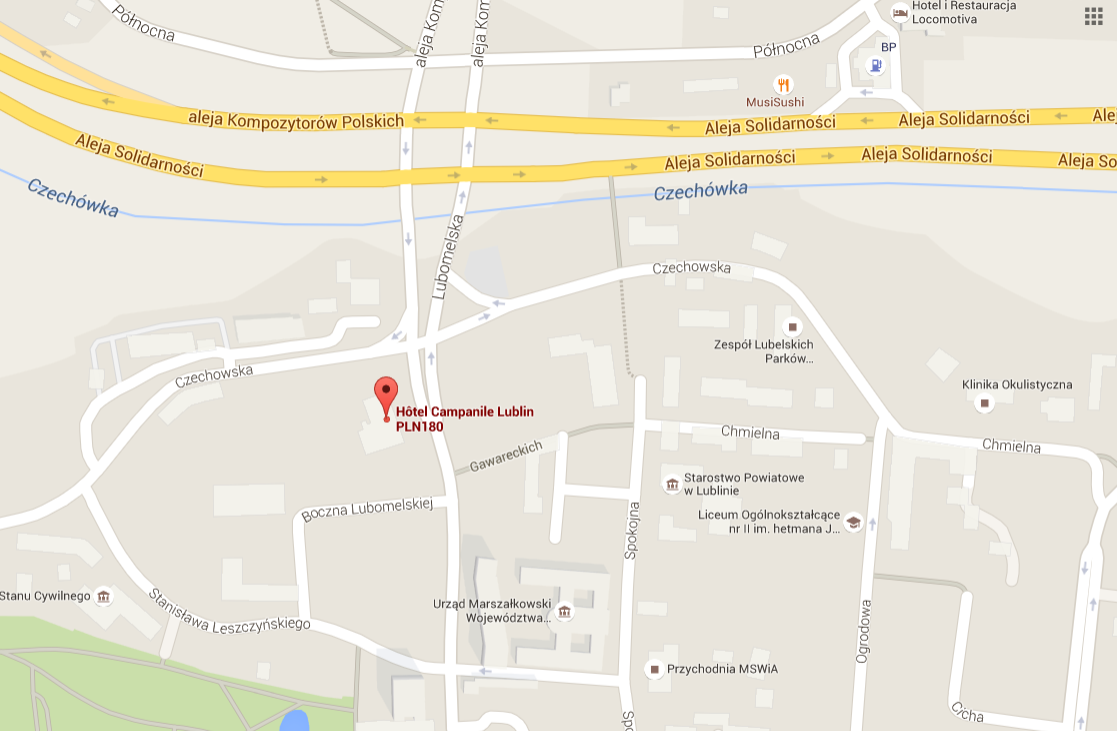 Hotel i Restauracja
Locomotiva
Północna
aleja Kom
aleja Kom
Północna
BP
MusiSushi
aleja Kompozytorów Polskich
Aleja Solidarności
Aleja Solidarności
Ale
Aleja Solidarności
Aleja Solidarności
Aleja Solidarności
Aleja So
Czechówka
Czechówka
Lubomelska
Czechowska
Zespół Lubelskich
Parków...
Czechowska
Klinika Okulistyczna
Hôtel Campanile Lublin
PLN180
Chmielna
Chmielna
Gawareckich
Starostwo Powiatowe
w Lublinie
Boczna Lubomelskiej
Liceum Ogólnokształcące
nr II im. hetmana J...
Spokojna
Stanu Cywilnego
Stanisława Leszczyńskiego
Urząd Marszałkowski
Województwa...
Ogrodowa
Przychodnia MSWiA
Cicha
Spo